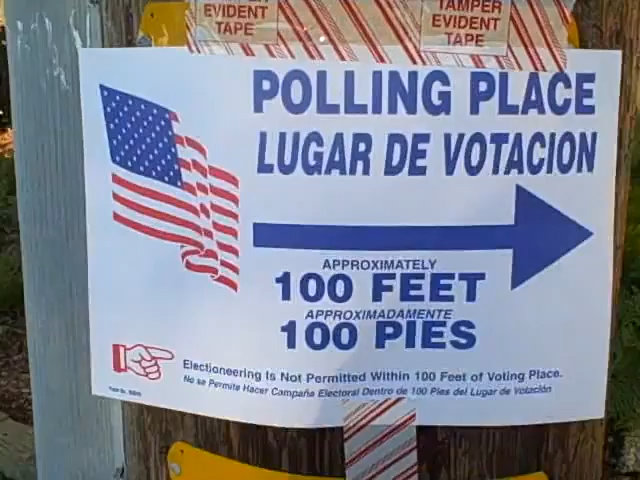 TAMPER
EVIDENT
TAPE
EVIDENT
TAPE
POLLING PLACE
LUGAR DE VOTACION
APPROXIMATELY
100 FEET
APPROXIMADAMENTE
100 PIES
Electioneering Is Not Permitted Within 100 Feet of Voting Place.
No se Permite Hacer Campaña Electoral Dentro de 100 Pies del Lugar de Votación